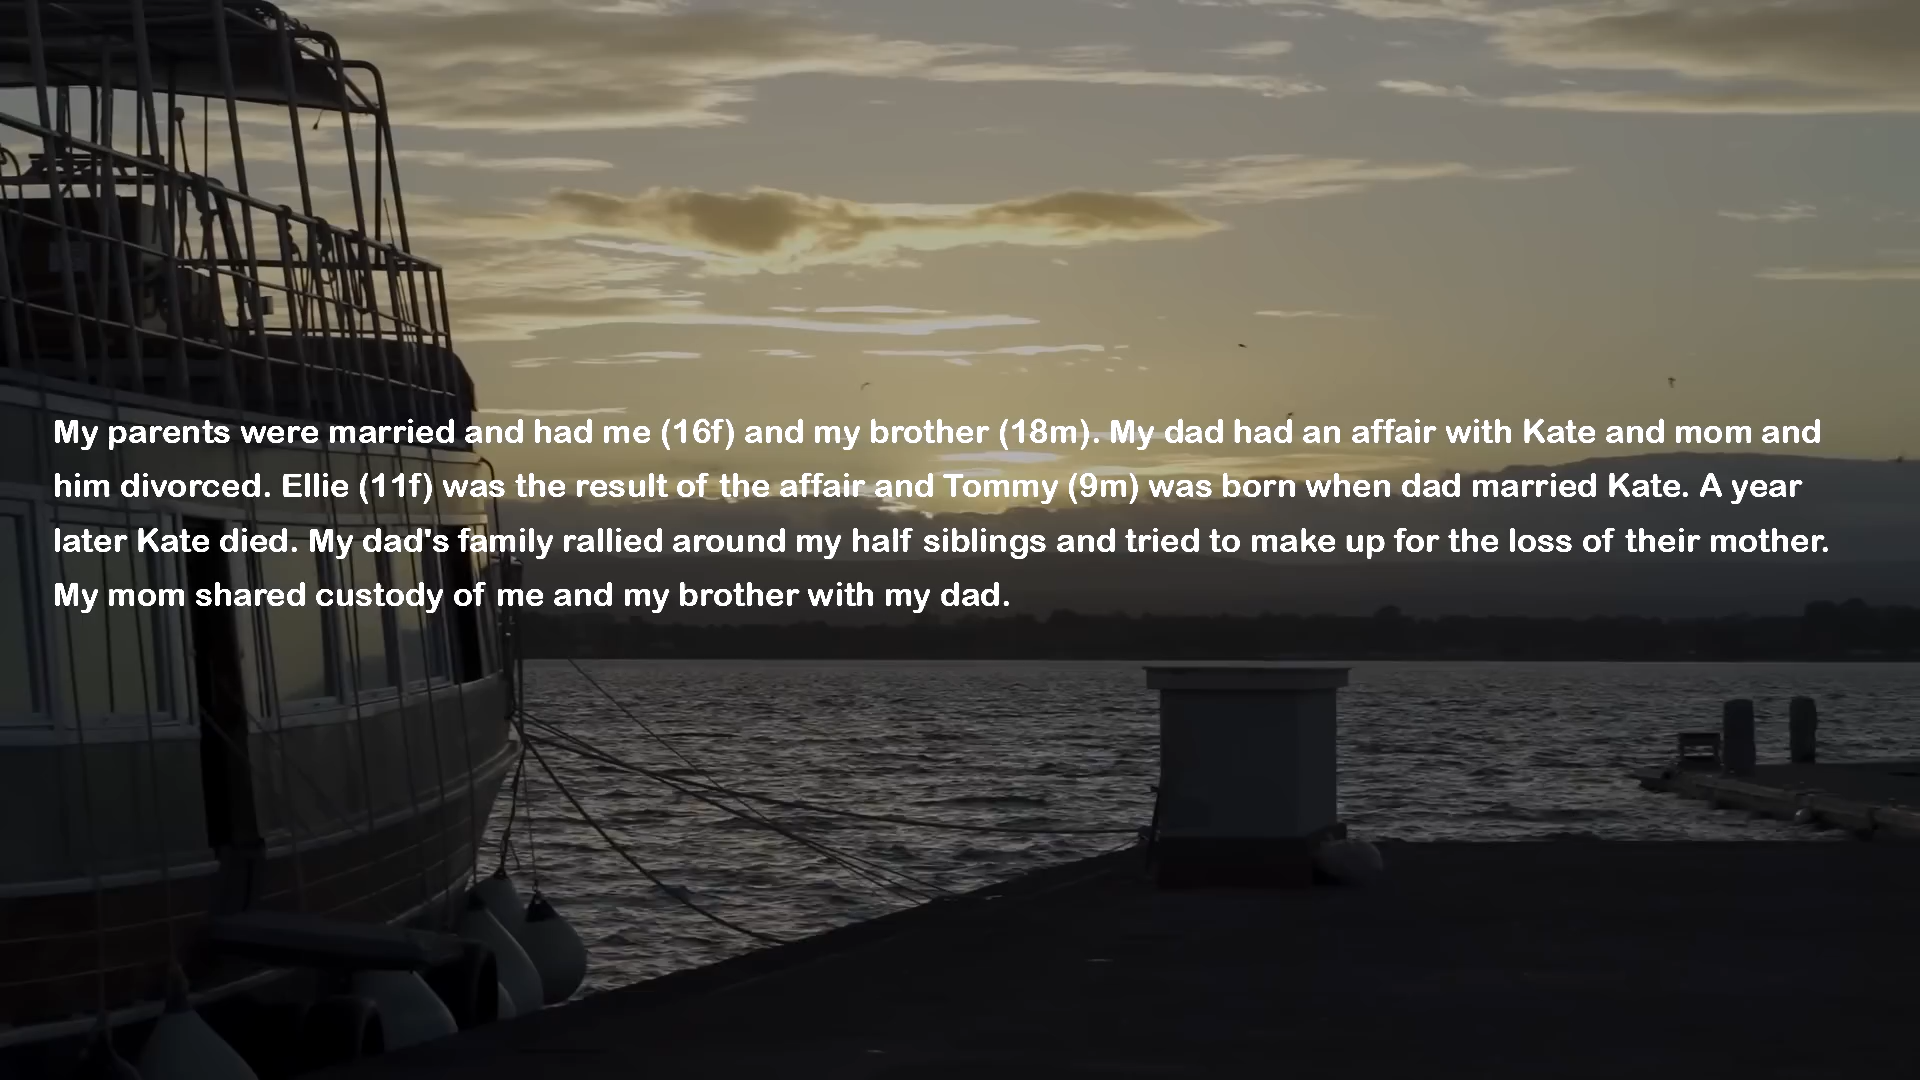 My parents were married and had me (16f) and my brother (18m). My dad had an affair with Kate and mom and
him divorced. Ellie (11f) was the result of the affair and Tommy (9m) was born when dad married Kate. A year
later Kate died. My dad's family rallied around my half siblings and tried to make up for the loss of their mother.
My mom shared custody of me and my brother with my dad.